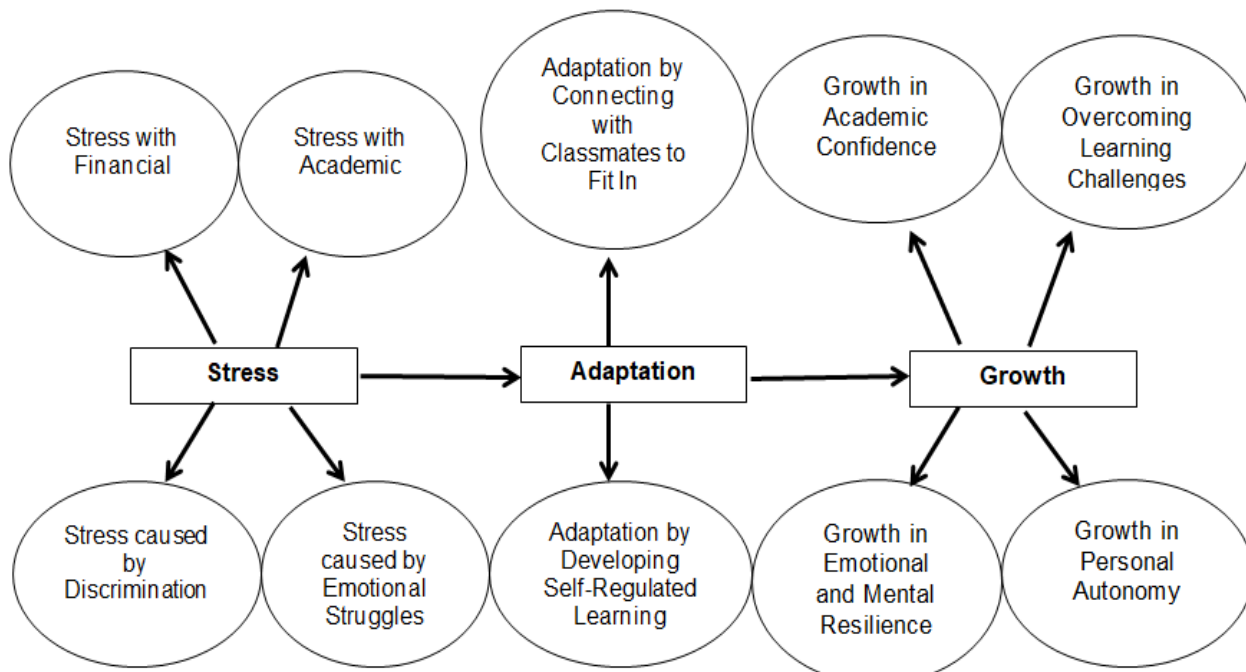 Stress with
Financial
Stress with
Academic
Adaptation by
Connecting
with
Classmates to
Fit In
Growth in
Academic
Confidence
Growth in
Overcoming
Learning
Challenges
Stress
Adaptation
Growth
Stress caused
by
Discrimination
Stress
caused by
Emotional
Struggles
Adaptation by
Developing
Self-Regulated
Learning
Growth in
Emotional
and Mental
Resilience
Growth in
Personal
Autonomy